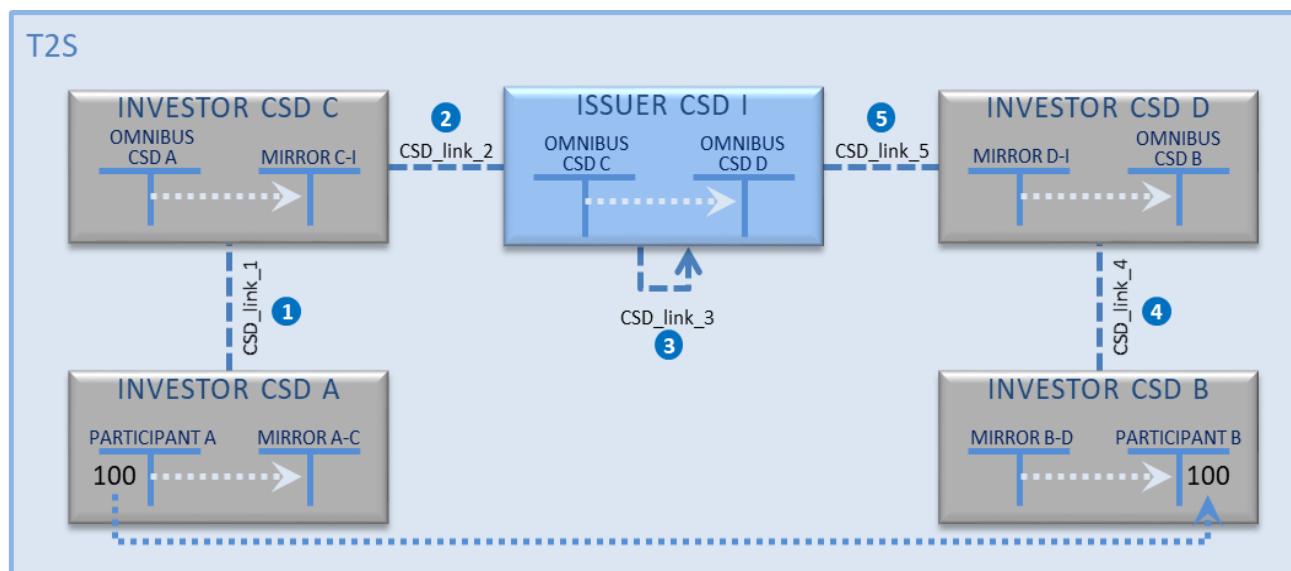 T2S
INVESTOR CSD C
OMNIBUS
CSD A
MIRROR C-I
2
CSD_link_2
ISSUER CSD I
OMNIBUS
CSD C
OMNIBUS
CSD D
5
CSD_link_5
INVESTOR CSD D
MIRROR D-I
OMNIBUS
CSD B
CSD_link_1
1
CSD_link_3
3
CSD_link_4
4
INVESTOR CSD A
PARTICIPANT A
MIRROR A-C
100
INVESTOR CSD B
MIRROR B-D
PARTICIPANT B
100